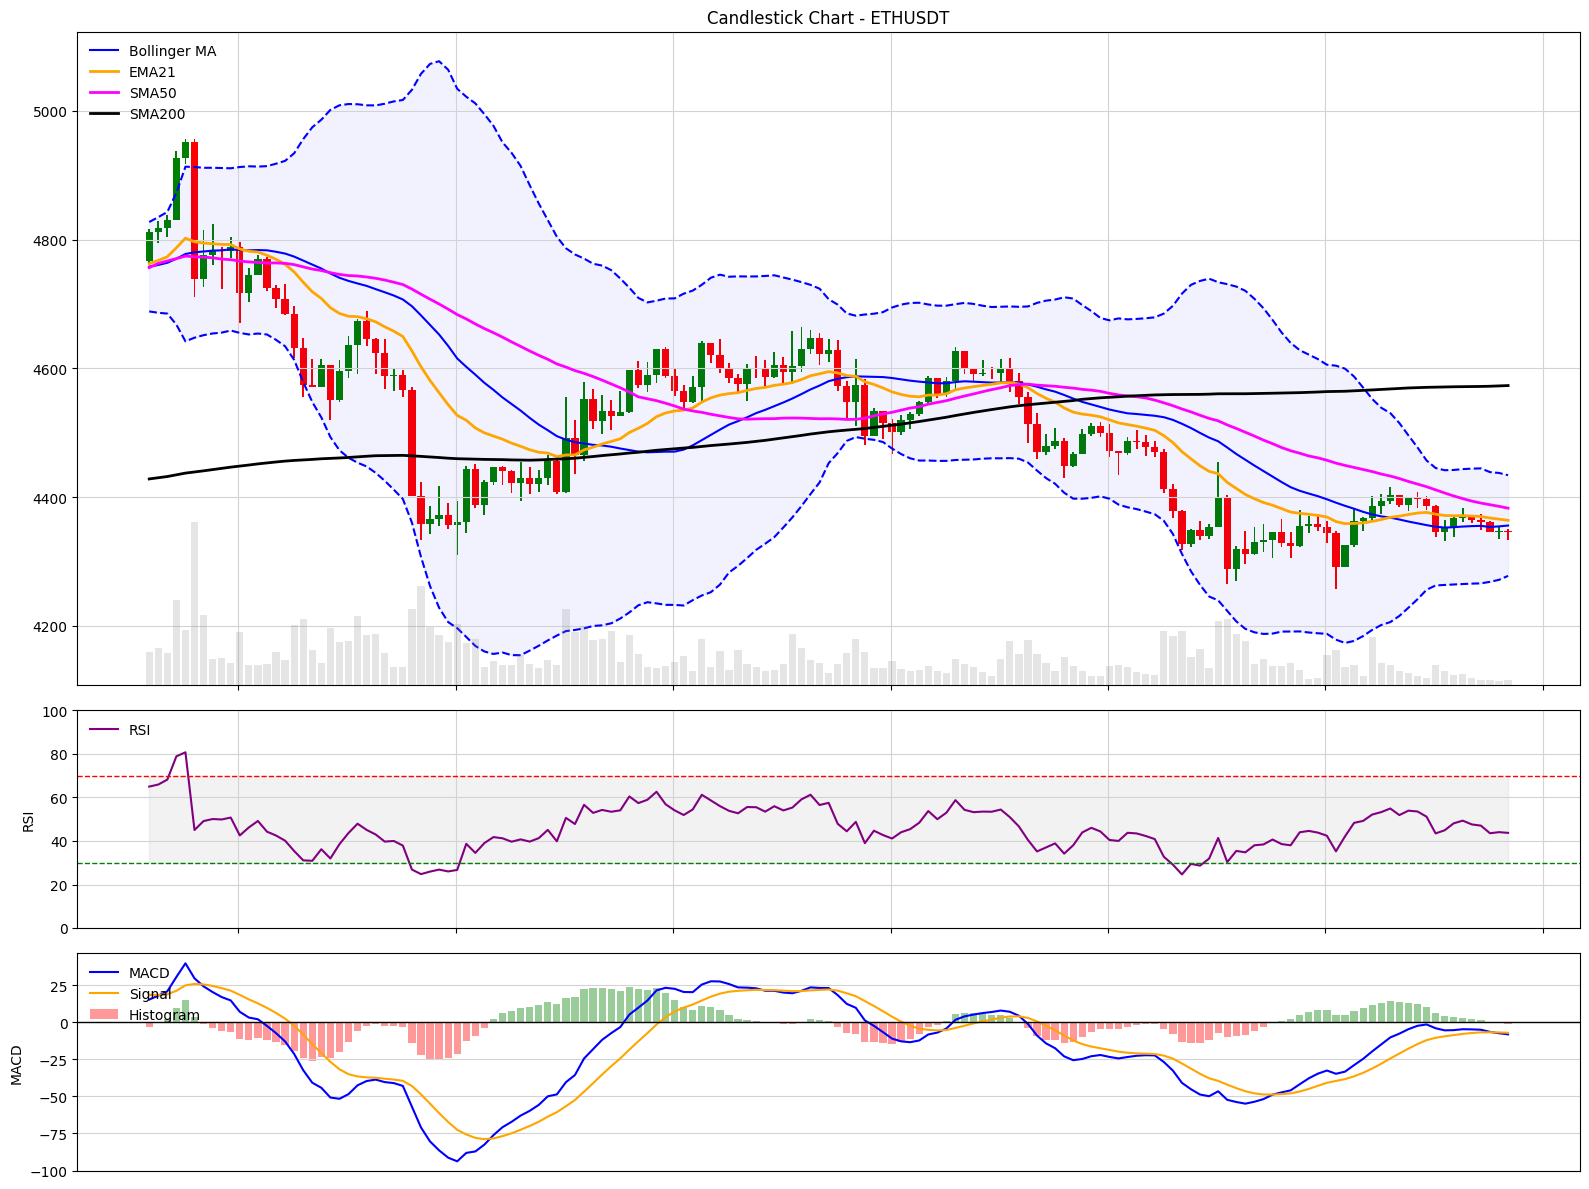 Candlestick Chart - ETHUSDT
Bollinger MA
EMA21
SMA50
SMA200
5000
4800
4600
4400
4200
100
80
60
40
20
0
RSI
RSI
25
0
−25
−50
−75
−100
MACD
MACD
Signal
Histogram